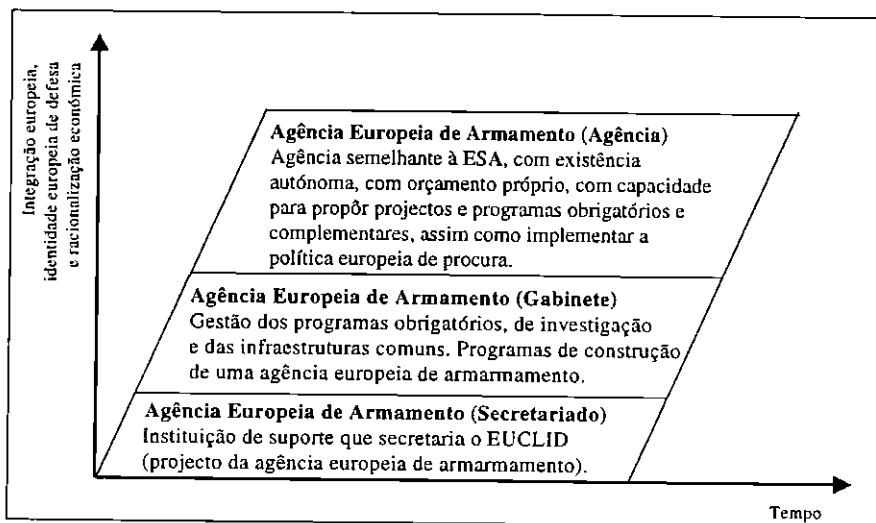 Integração europeia,
identidade europeia de defesa
e racionalização económica
Agência Europeia de Armamento (Agência)
Agência semelhante à ESA, com existência
autónoma, com orçamento próprio, com capacidade
para propôr projectos e programas obrigatórios e
complementares, assim como implementar a
política europeia de procura.
Agência Europeia de Armamento (Gabinete)
Gestão dos programas obrigatórios, de investigação
e das infraestruturas comuns. Programas de construção
de uma agência europeia de armarmamento.
Agência Europeia de Armamento (Secretariado)
Instituição de suporte que secretaria o EUCLID
(projecto da agência europeia de armarmamento).
Tempo